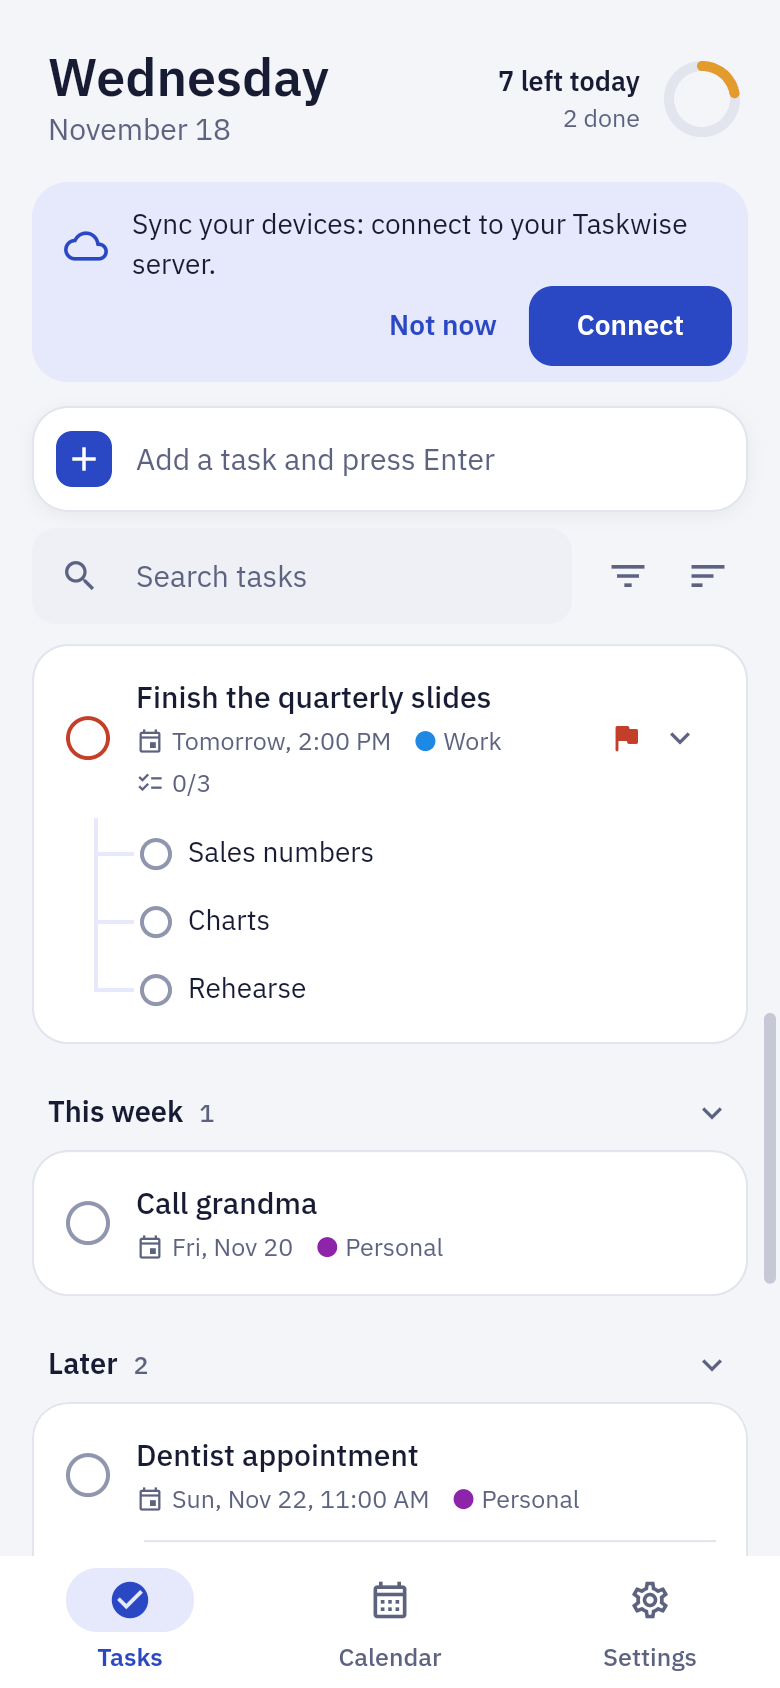 Wednesday
November 18
7 left today
2 done
Sync your devices: connect to your Taskwise
server.
Not now
Connect
Add a task and press Enter
Search tasks
Finish the quarterly slides
Tomorrow, 2:00 PM Work
0/3
Sales numbers
Charts
Rehearse
This week 1
Call grandma
Fri, Nov 20 Personal
Later 2
Dentist appointment
Sun, Nov 22, 11:00 AM Personal
Tasks
Calendar
Settings